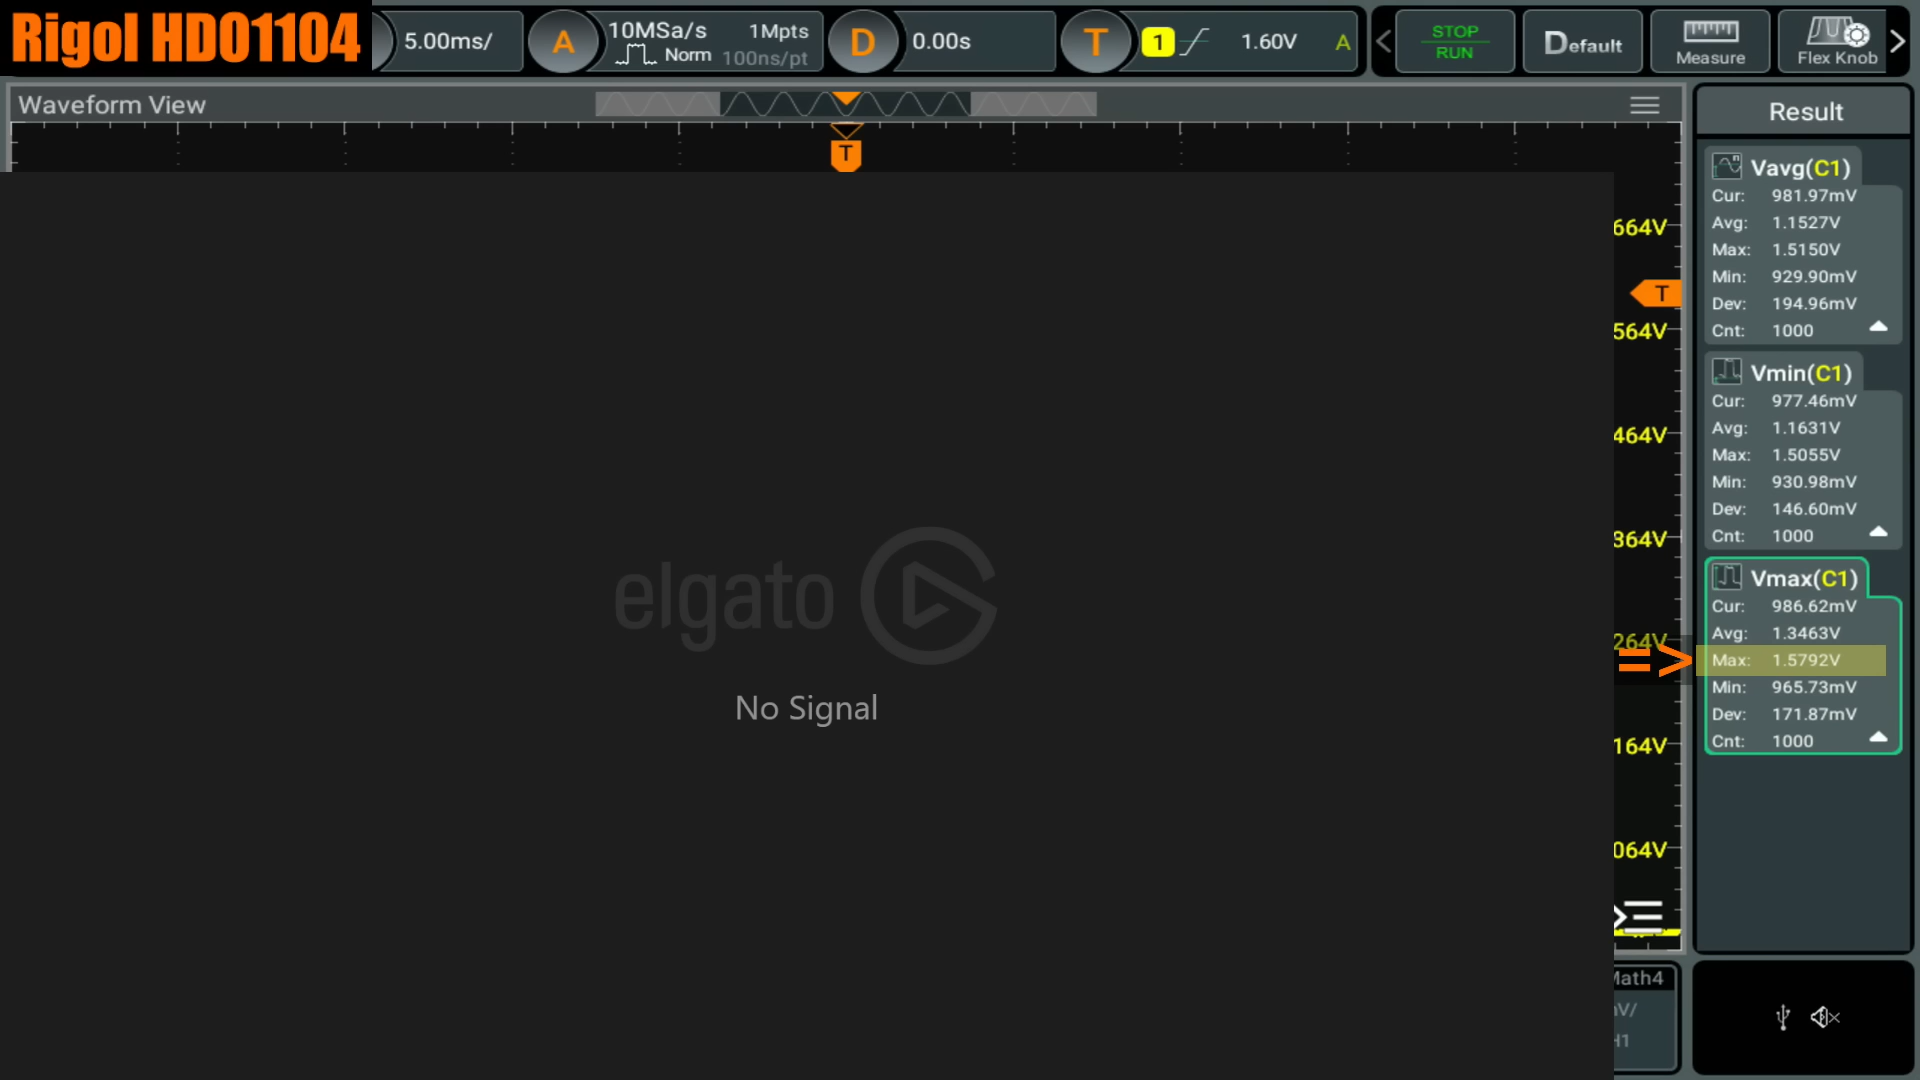 Rigol HDO1104
5.00ms/
A
10MSa/s 1Mpts
Norm 100ns/pt
D
0.00s
T
1
1.60V
A
STOP
RUN
Default
Measure
Flex Knob
Waveform View
T
Result
Vavg(C1)
Cur: 981.97mV
Avg: 1.1527V
Max: 1.5150V
Min: 929.90mV
Dev: 194.96mV
Cnt: 1000
Vmin(C1)
Cur: 977.46mV
Avg: 1.1631V
Max: 1.5055V
Min: 930.98mV
Dev: 146.60mV
Cnt: 1000
Vmax(C1)
Cur: 986.62mV
Avg: 1.3463V
Max: 1.5792V
Min: 965.73mV
Dev: 171.87mV
Cnt: 1000
664V
T
564V
464V
364V
264V
=>
164V
064V
elgato
No Signal
Math4
V/
H1